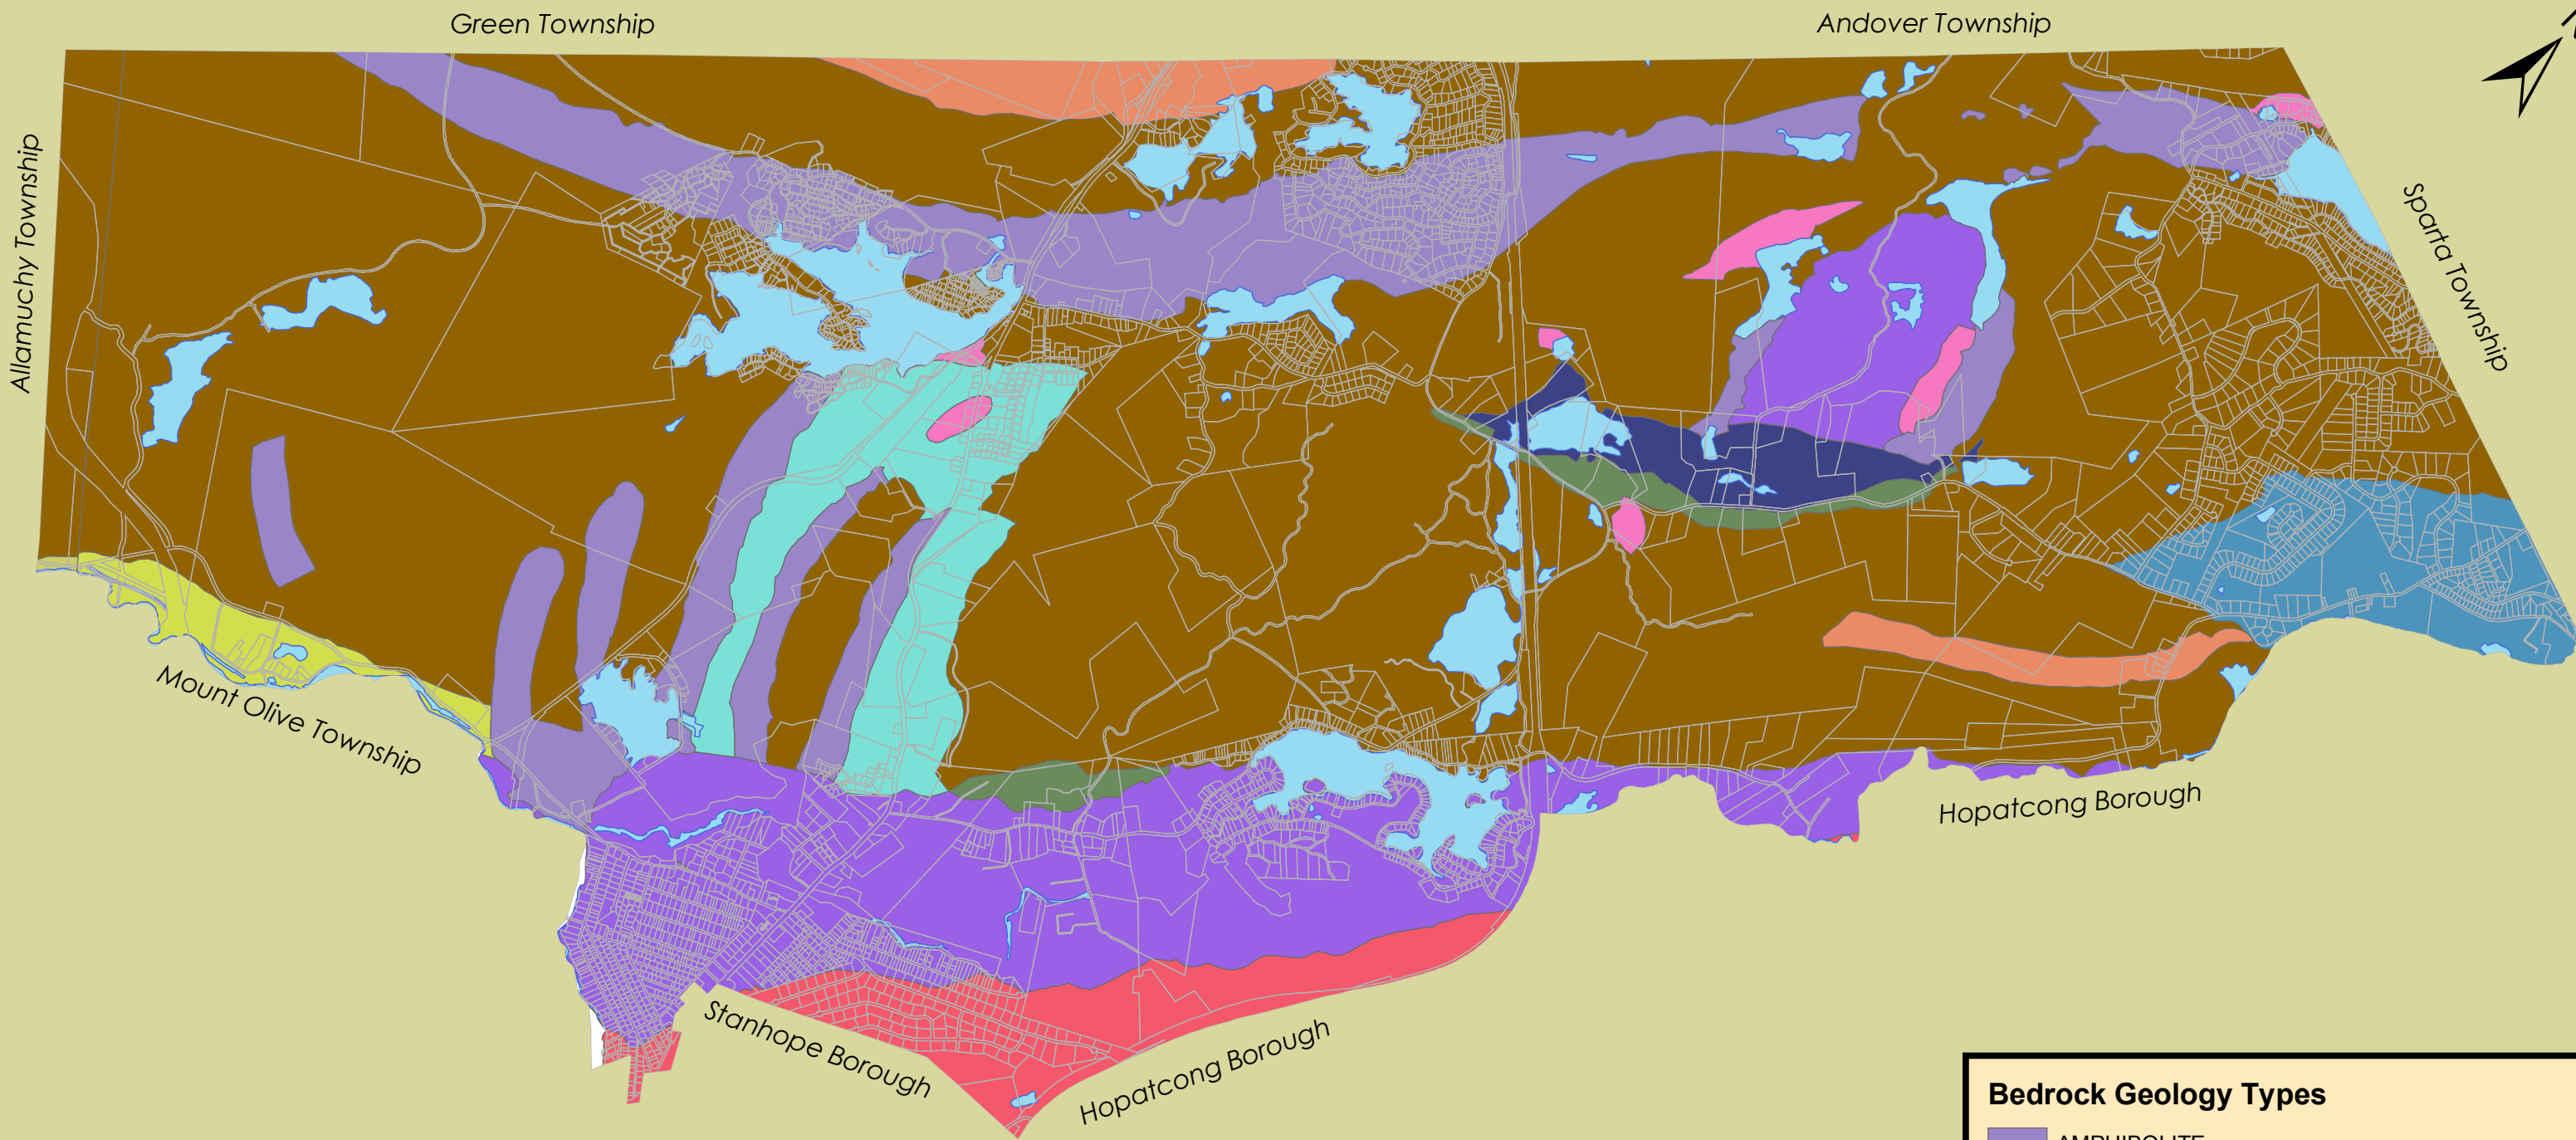 Green Township
Andover Township
Allamuchy Township
Sparta Township
Mount Olive Township
Hopatcong Borough
Stanhope Borough
Hopatcong Borough
Bedrock Geology Types
AMPHIBOLITE